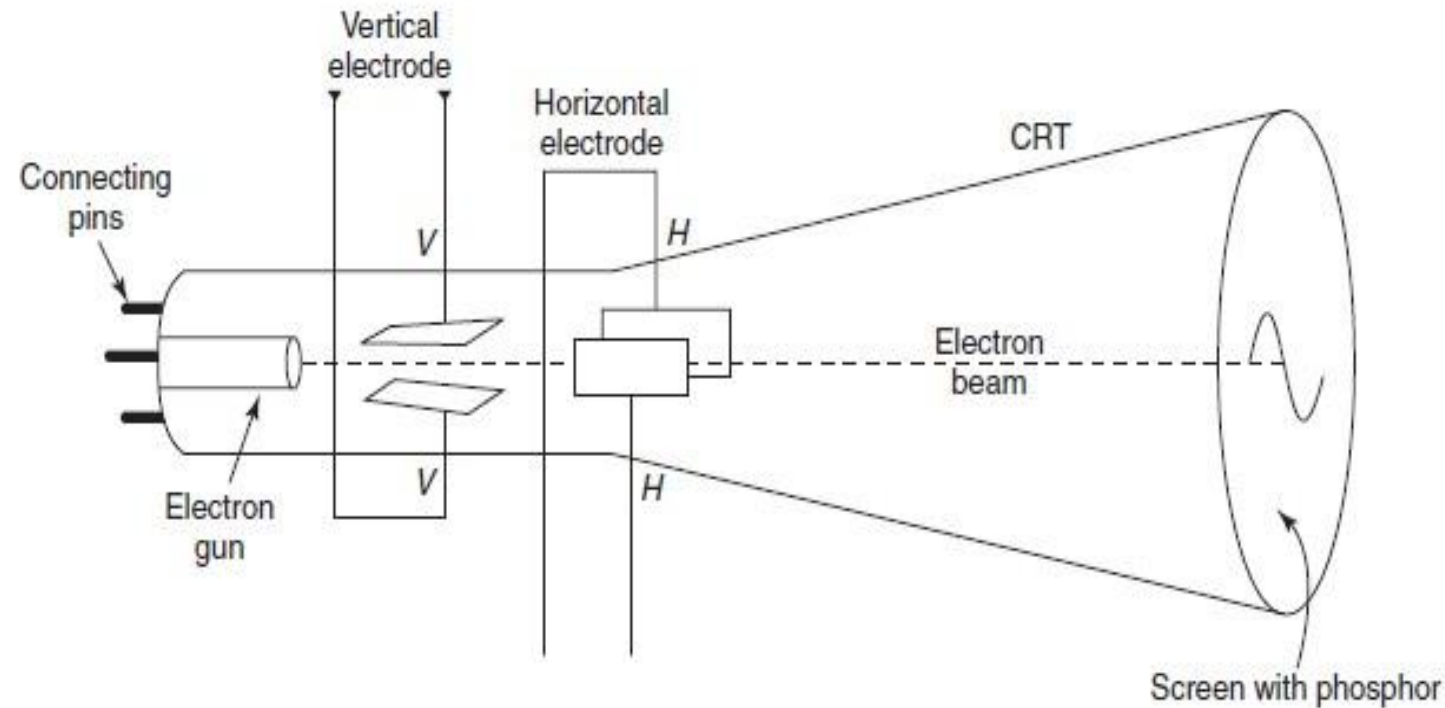 Vertical
electrode
Horizontal
electrode
CRT
Connecting
pins
V
H
Electron
beam
V
H
Electron
gun
Screen with phosphor